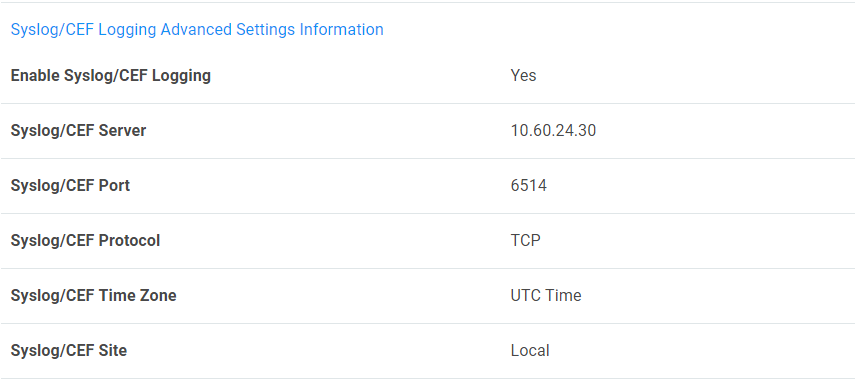 Syslog/CEF Logging Advanced Settings Information
Enable Syslog/CEF Logging Yes
Syslog/CEF Server 10.60.24.30
Syslog/CEF Port 6514
Syslog/CEF Protocol TCP
Syslog/CEF Time Zone UTC Time
Syslog/CEF Site Local